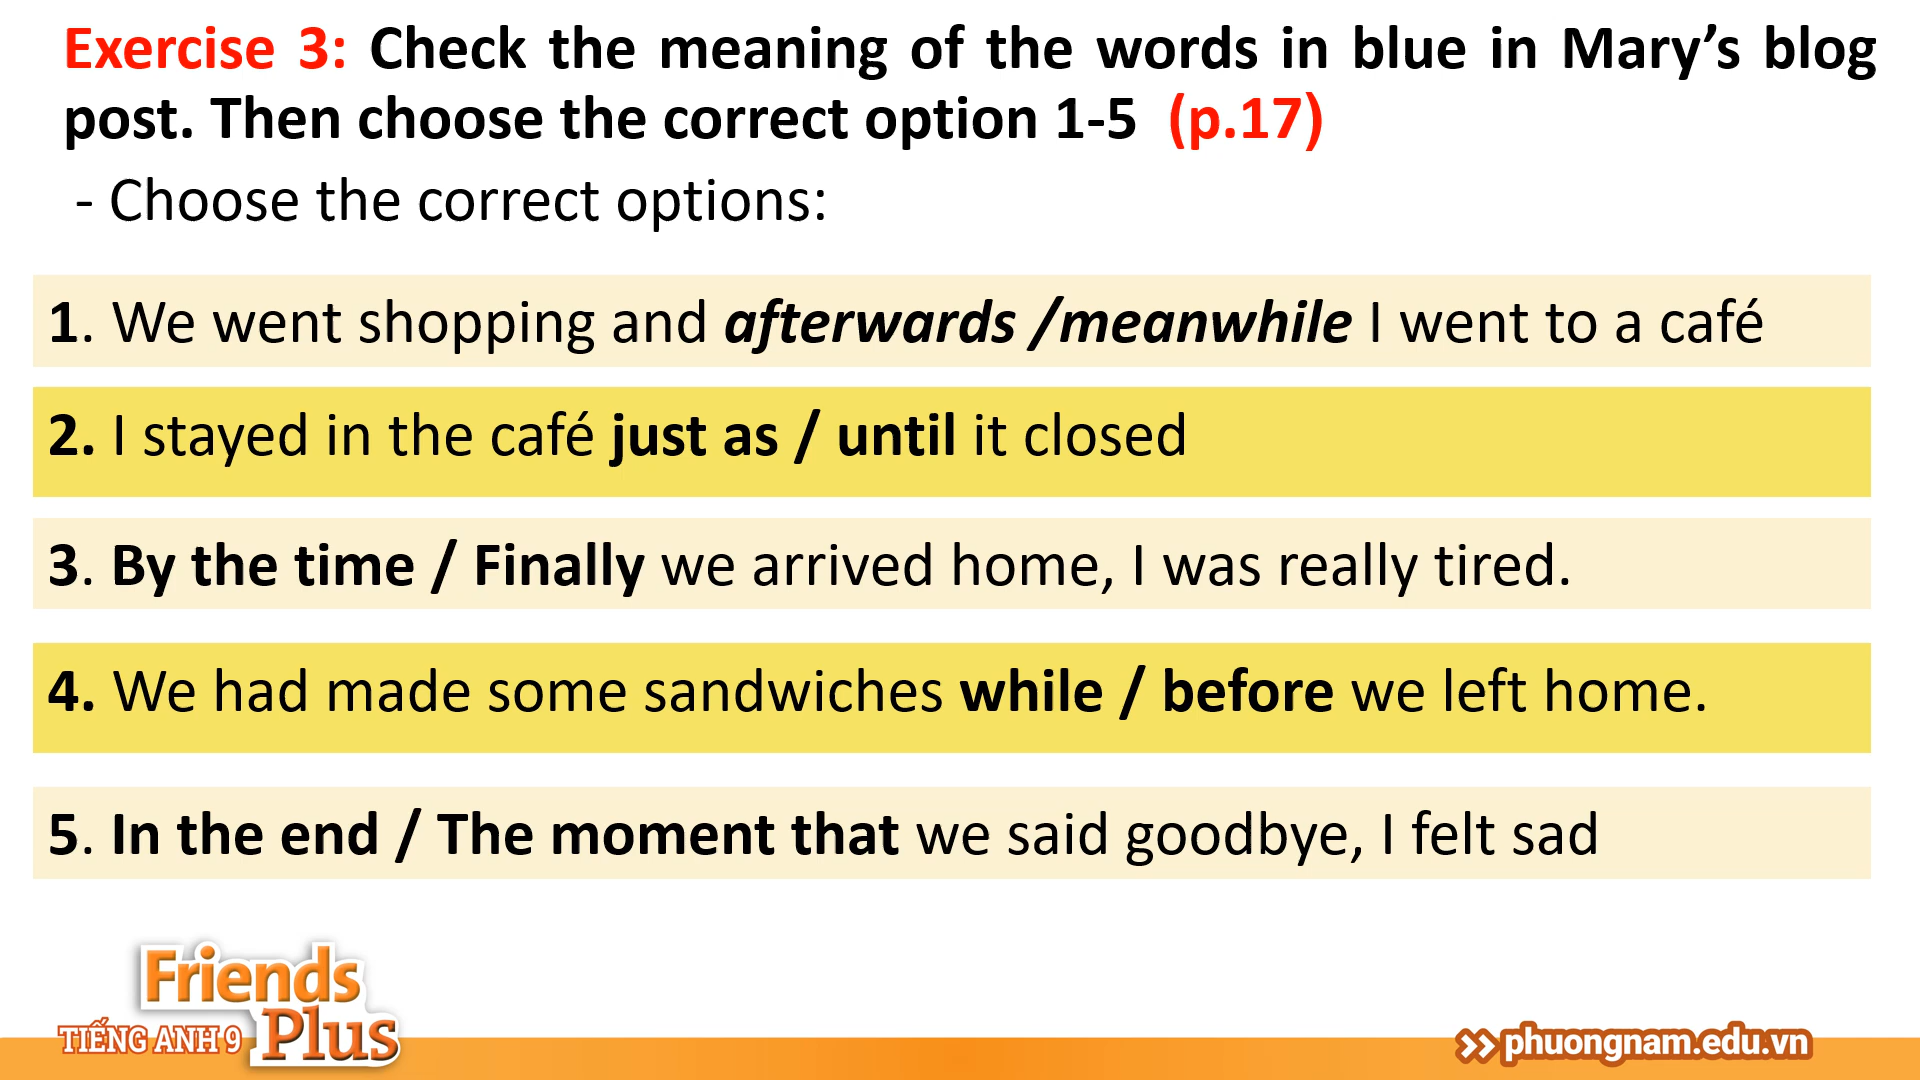 Exercise 3: Check the meaning of the words in blue in Mary’s blog
post. Then choose the correct option 1-5 (p.17)
- Choose the correct options:
1. We went shopping and afterwards /meanwhile I went to a café
2. I stayed in the café just as / until it closed
3. By the time / Finally we arrived home, I was really tired.
4. We had made some sandwiches while / before we left home.
5. In the end / The moment that we said goodbye, I felt sad
Friends
Plus
TIẾNG ANH 9
phuongnam.edu.vn